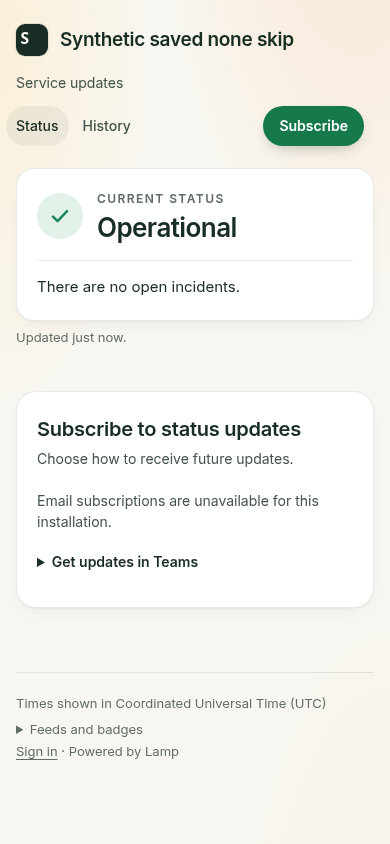 S
Synthetic saved none skip
Service updates
Status
History
Subscribe
CURRENT STATUS
Operational
There are no open incidents.
Updated just now.
Subscribe to status updates
Choose how to receive future updates.
Email subscriptions are unavailable for this
installation.
Get updates in Teams
Times shown in Coordinated Universal Time (UTC)
Feeds and badges
Sign in · Powered by Lamp